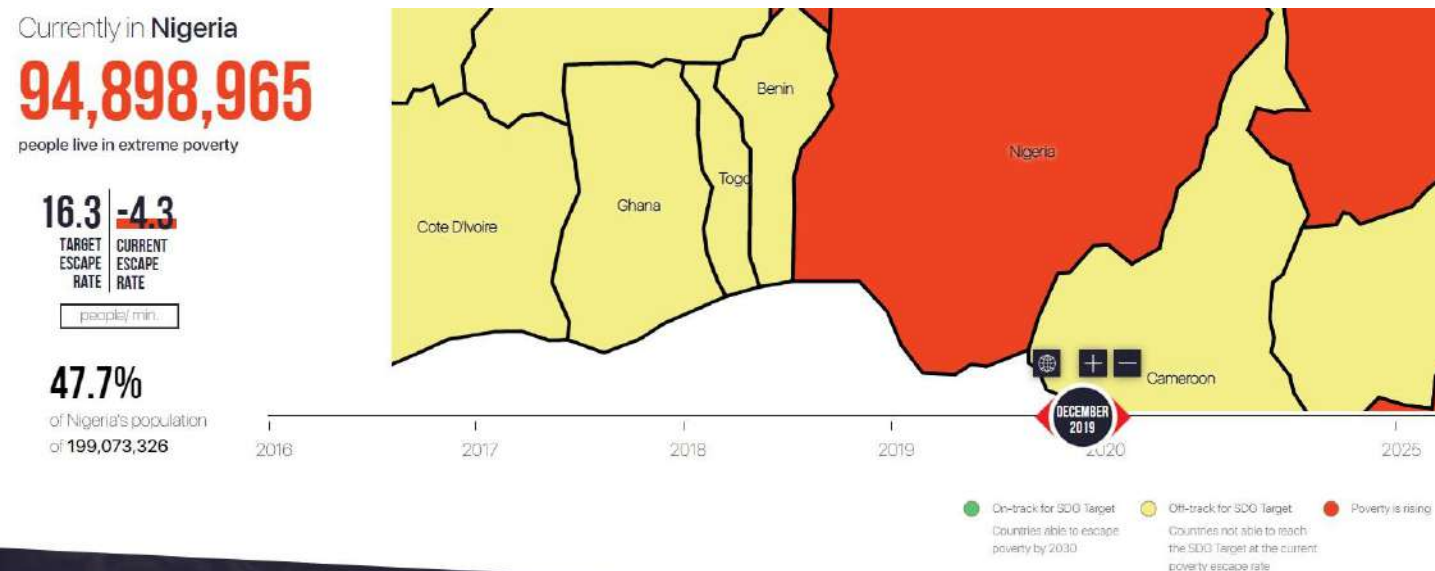 Currently in Nigeria
94,898,965
people live in extreme poverty
16.3
TARGET
ESCAPE
RATE
-4.3
CURRENT
ESCAPE
RATE
people/ min.
47.7%
of Nigeria's population
of 199,073,326
Benin
Nigeria
Togo
Ghana
Cote D'Ivoire
Cameroon
DECEMBER
2019
2016
2017
2018
2019
2020
2025
On-track for SDG Target
Countries able to escape
poverty by 2030
Off-track for SDG Target
Countries not able to reach
the SDG Target at the current
poverty escape rate
Poverty is rising